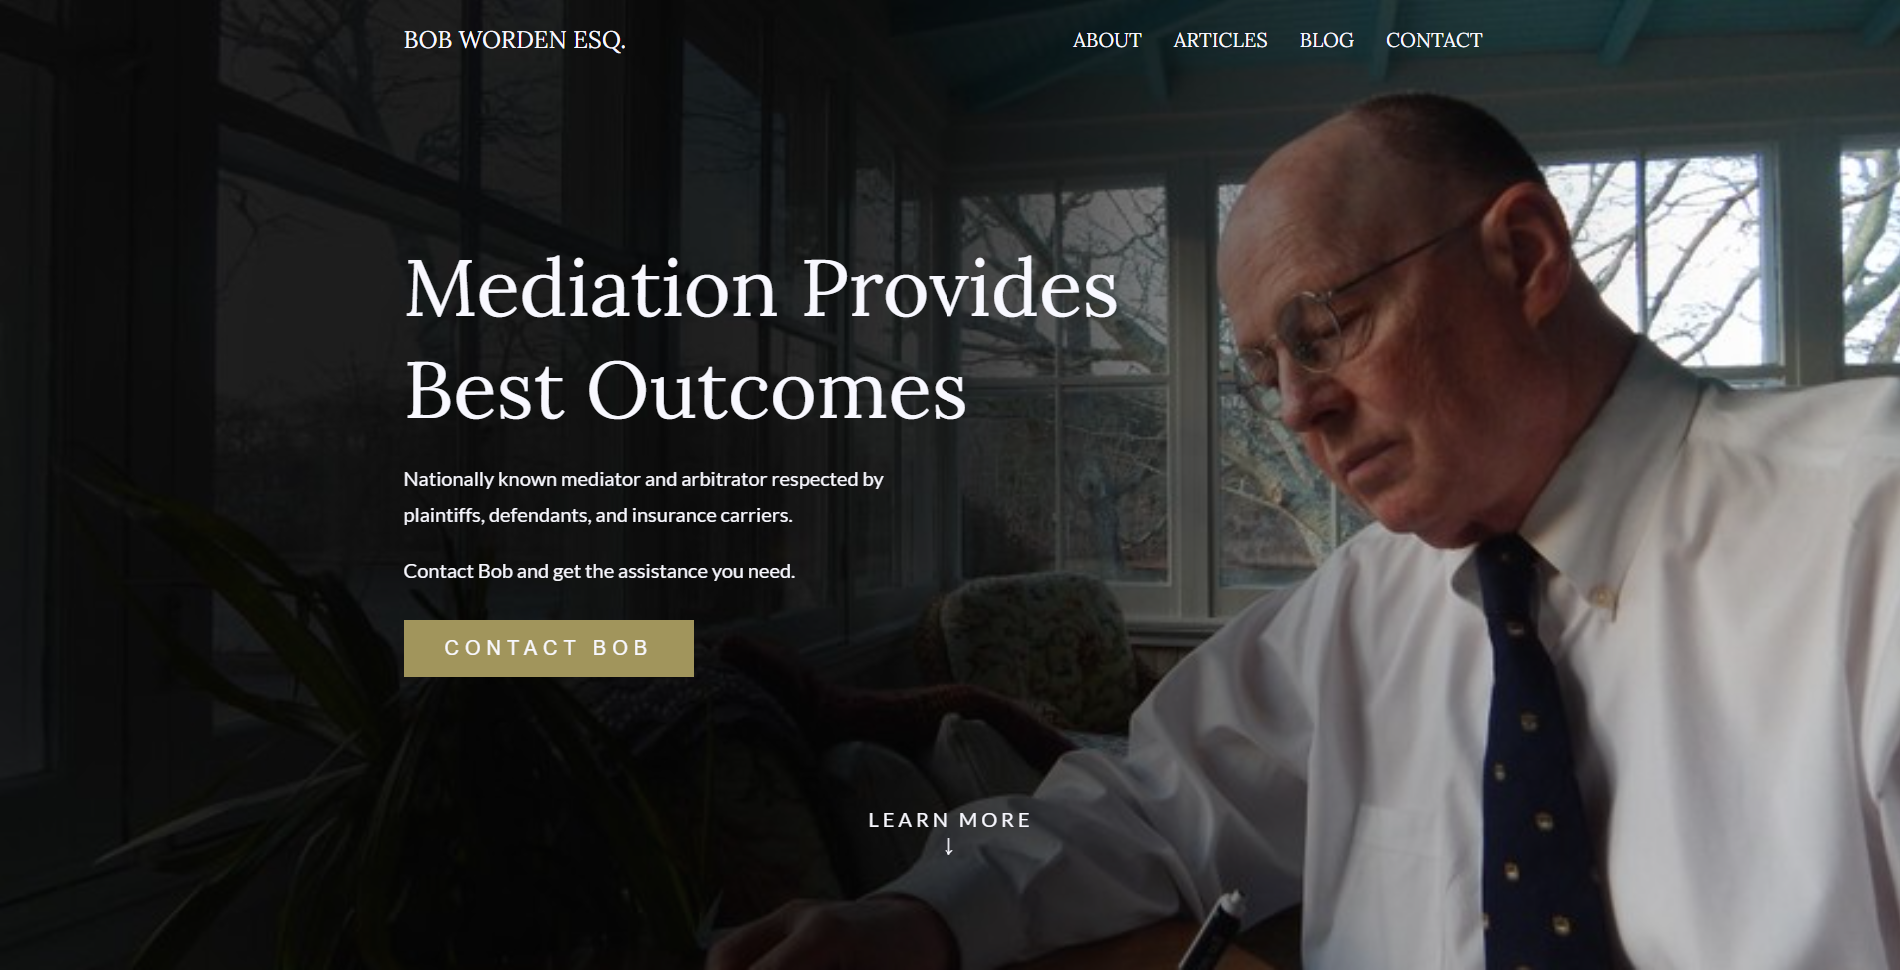 BOB WORDEN ESQ.
ABOUT ARTICLES BLOG CONTACT
Mediation Provides
Best Outcomes
Nationally known mediator and arbitrator respected by
plaintiffs, defendants, and insurance carriers.
Contact Bob and get the assistance you need.
CONTACT BOB
LEARN MORE
↓